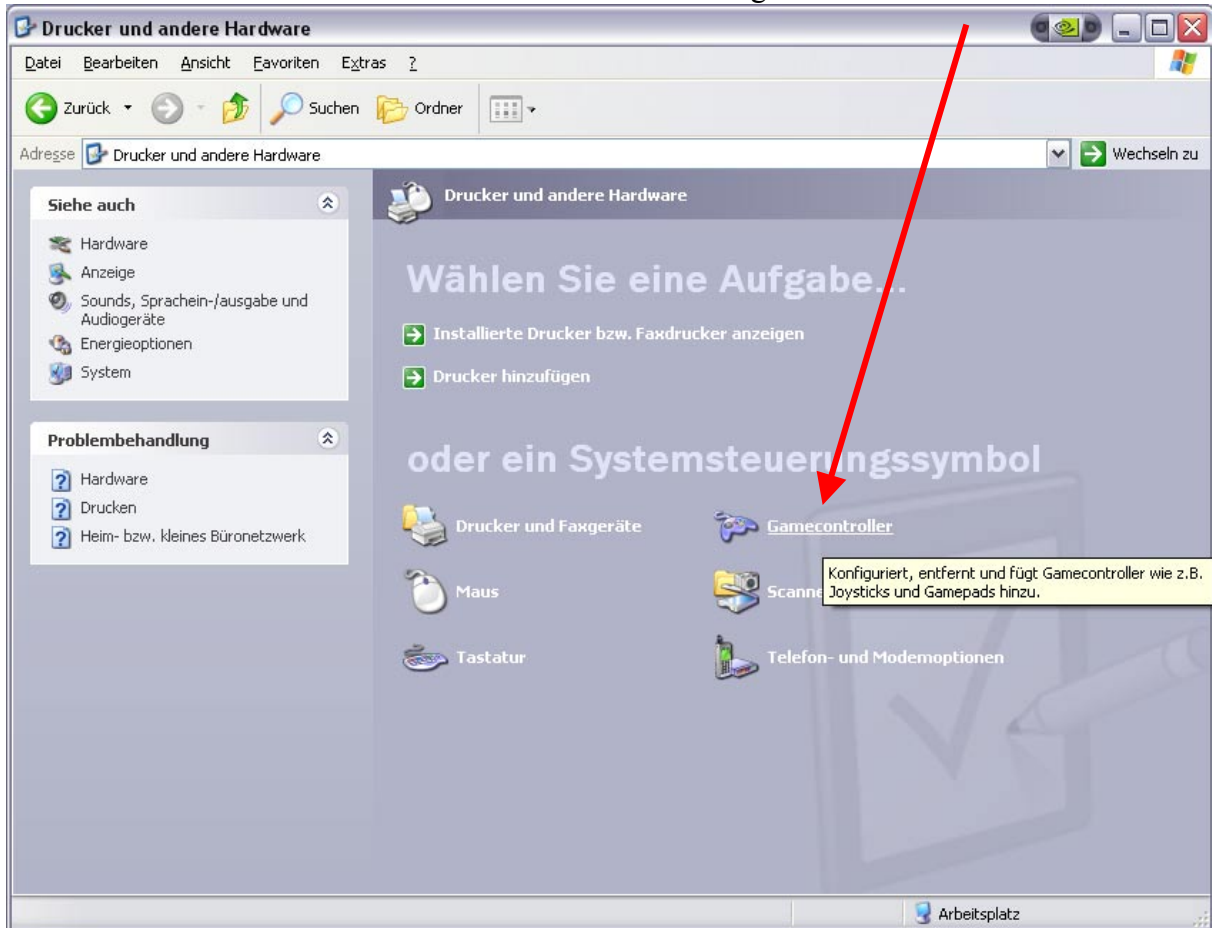 Drucker und andere Hardware
Datei Bearbeiten Ansicht Favoriten Extras ?
Zurück Suchen Ordner
Adresse Drucker und andere Hardware Wechseln zu
Siehe auch
Hardware
Anzeige
Sounds, Sprachein-/ausgabe und
Audiogeräte
Energieoptionen
System
Problembehandlung
Hardware
Drucken
Heim- bzw. kleines Büronetzwerk
Drucker und andere Hardware
Wählen Sie eine Aufgabe...
Installierte Drucker bzw. Faxdrucker anzeigen
Drucker hinzufügen
oder ein Systemsteuerungssymbol
Drucker und Faxgeräte Gamecontroller
Konfiguriert, entfernt und fügt Gamecontroller wie z.B.
Joysticks und Gamepads hinzu.
Maus
Tastatur Telefon- und Modemoptionen
Arbeitsplatz